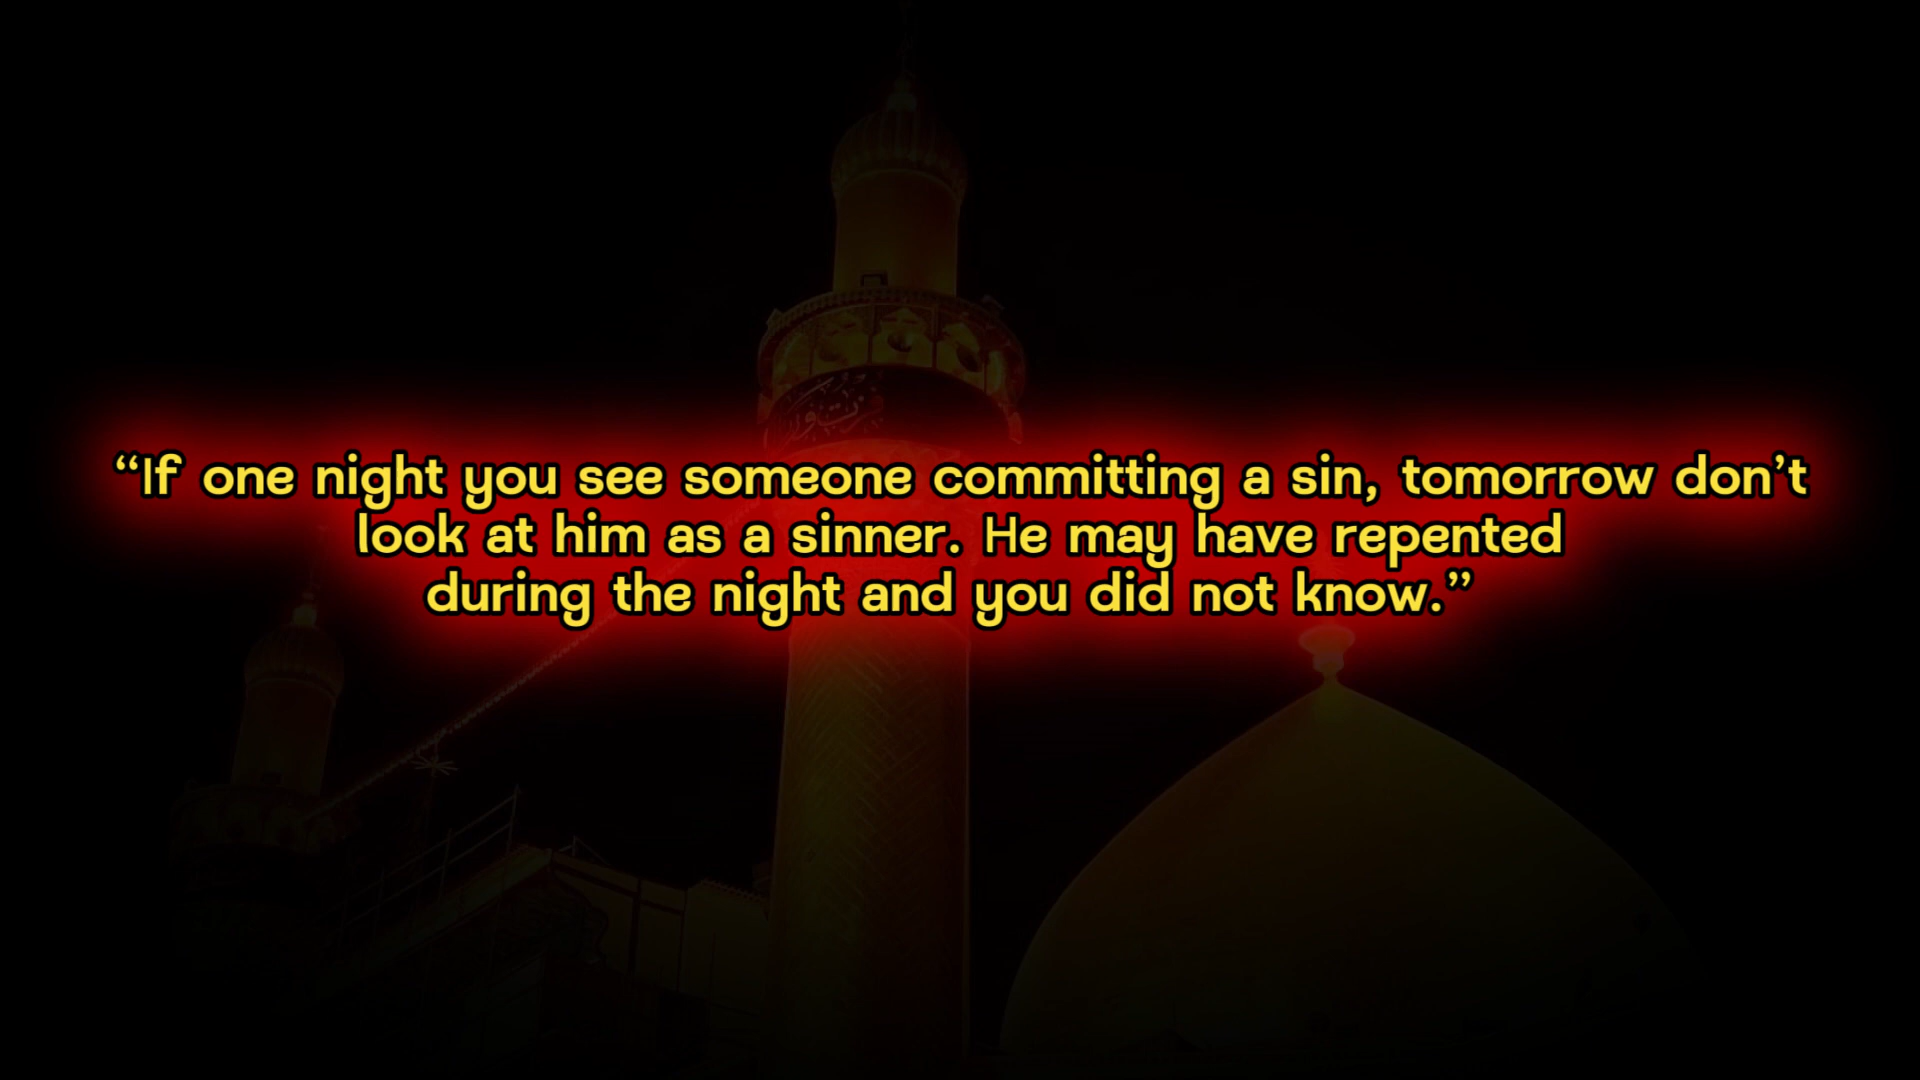 “If one night you see someone committing a sin, tomorrow don’t
look at him as a sinner. He may have repented
during the night and you did not know.”